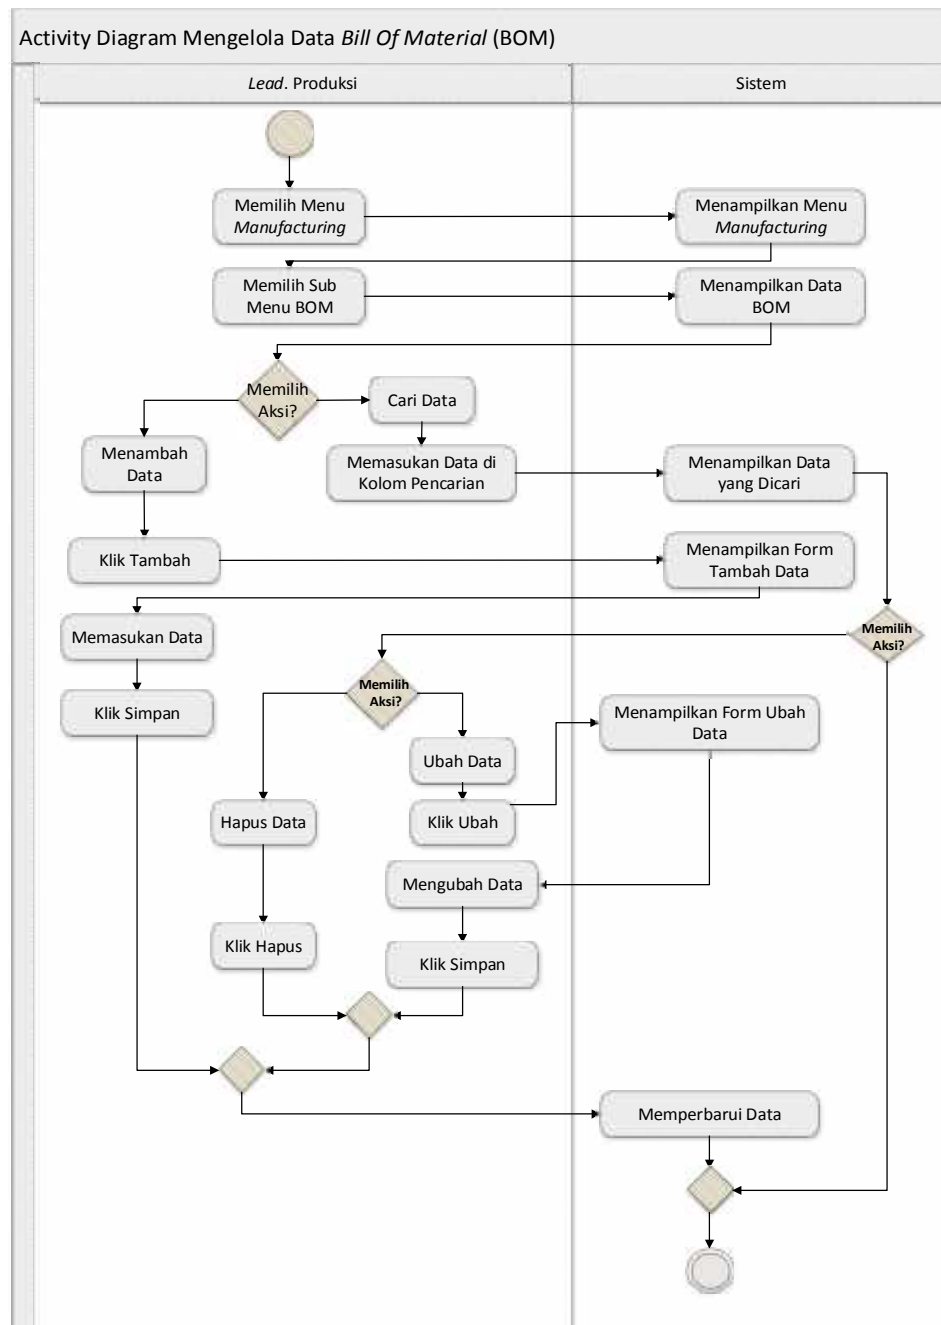 Activity Diagram Mengelola Data Bill Of Material (BOM)
Lead. Produksi
Sistem
Memilih Menu
Manufacturing
Menampilkan Menu
Manufacturing
Memilih Sub
Menu BOM
Menampilkan Data
BOM
Memilih
Aksi?
Cari Data
Menambah
Data
Memasukan Data di
Kolom Pencarian
Menampilkan Data
yang Dicari
Klik Tambah
Menampilkan Form
Tambah Data
Memasukan Data
Memilih
Aksi?
Memilih
Aksi?
Klik Simpan
Menampilkan Form Ubah
Data
Ubah Data
Hapus Data
Klik Ubah
Mengubah Data
Klik Hapus
Klik Simpan
Memperbarui Data